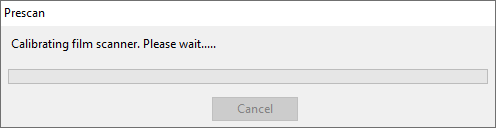 Prescan
Calibrating film scanner. Please wait.....
Cancel